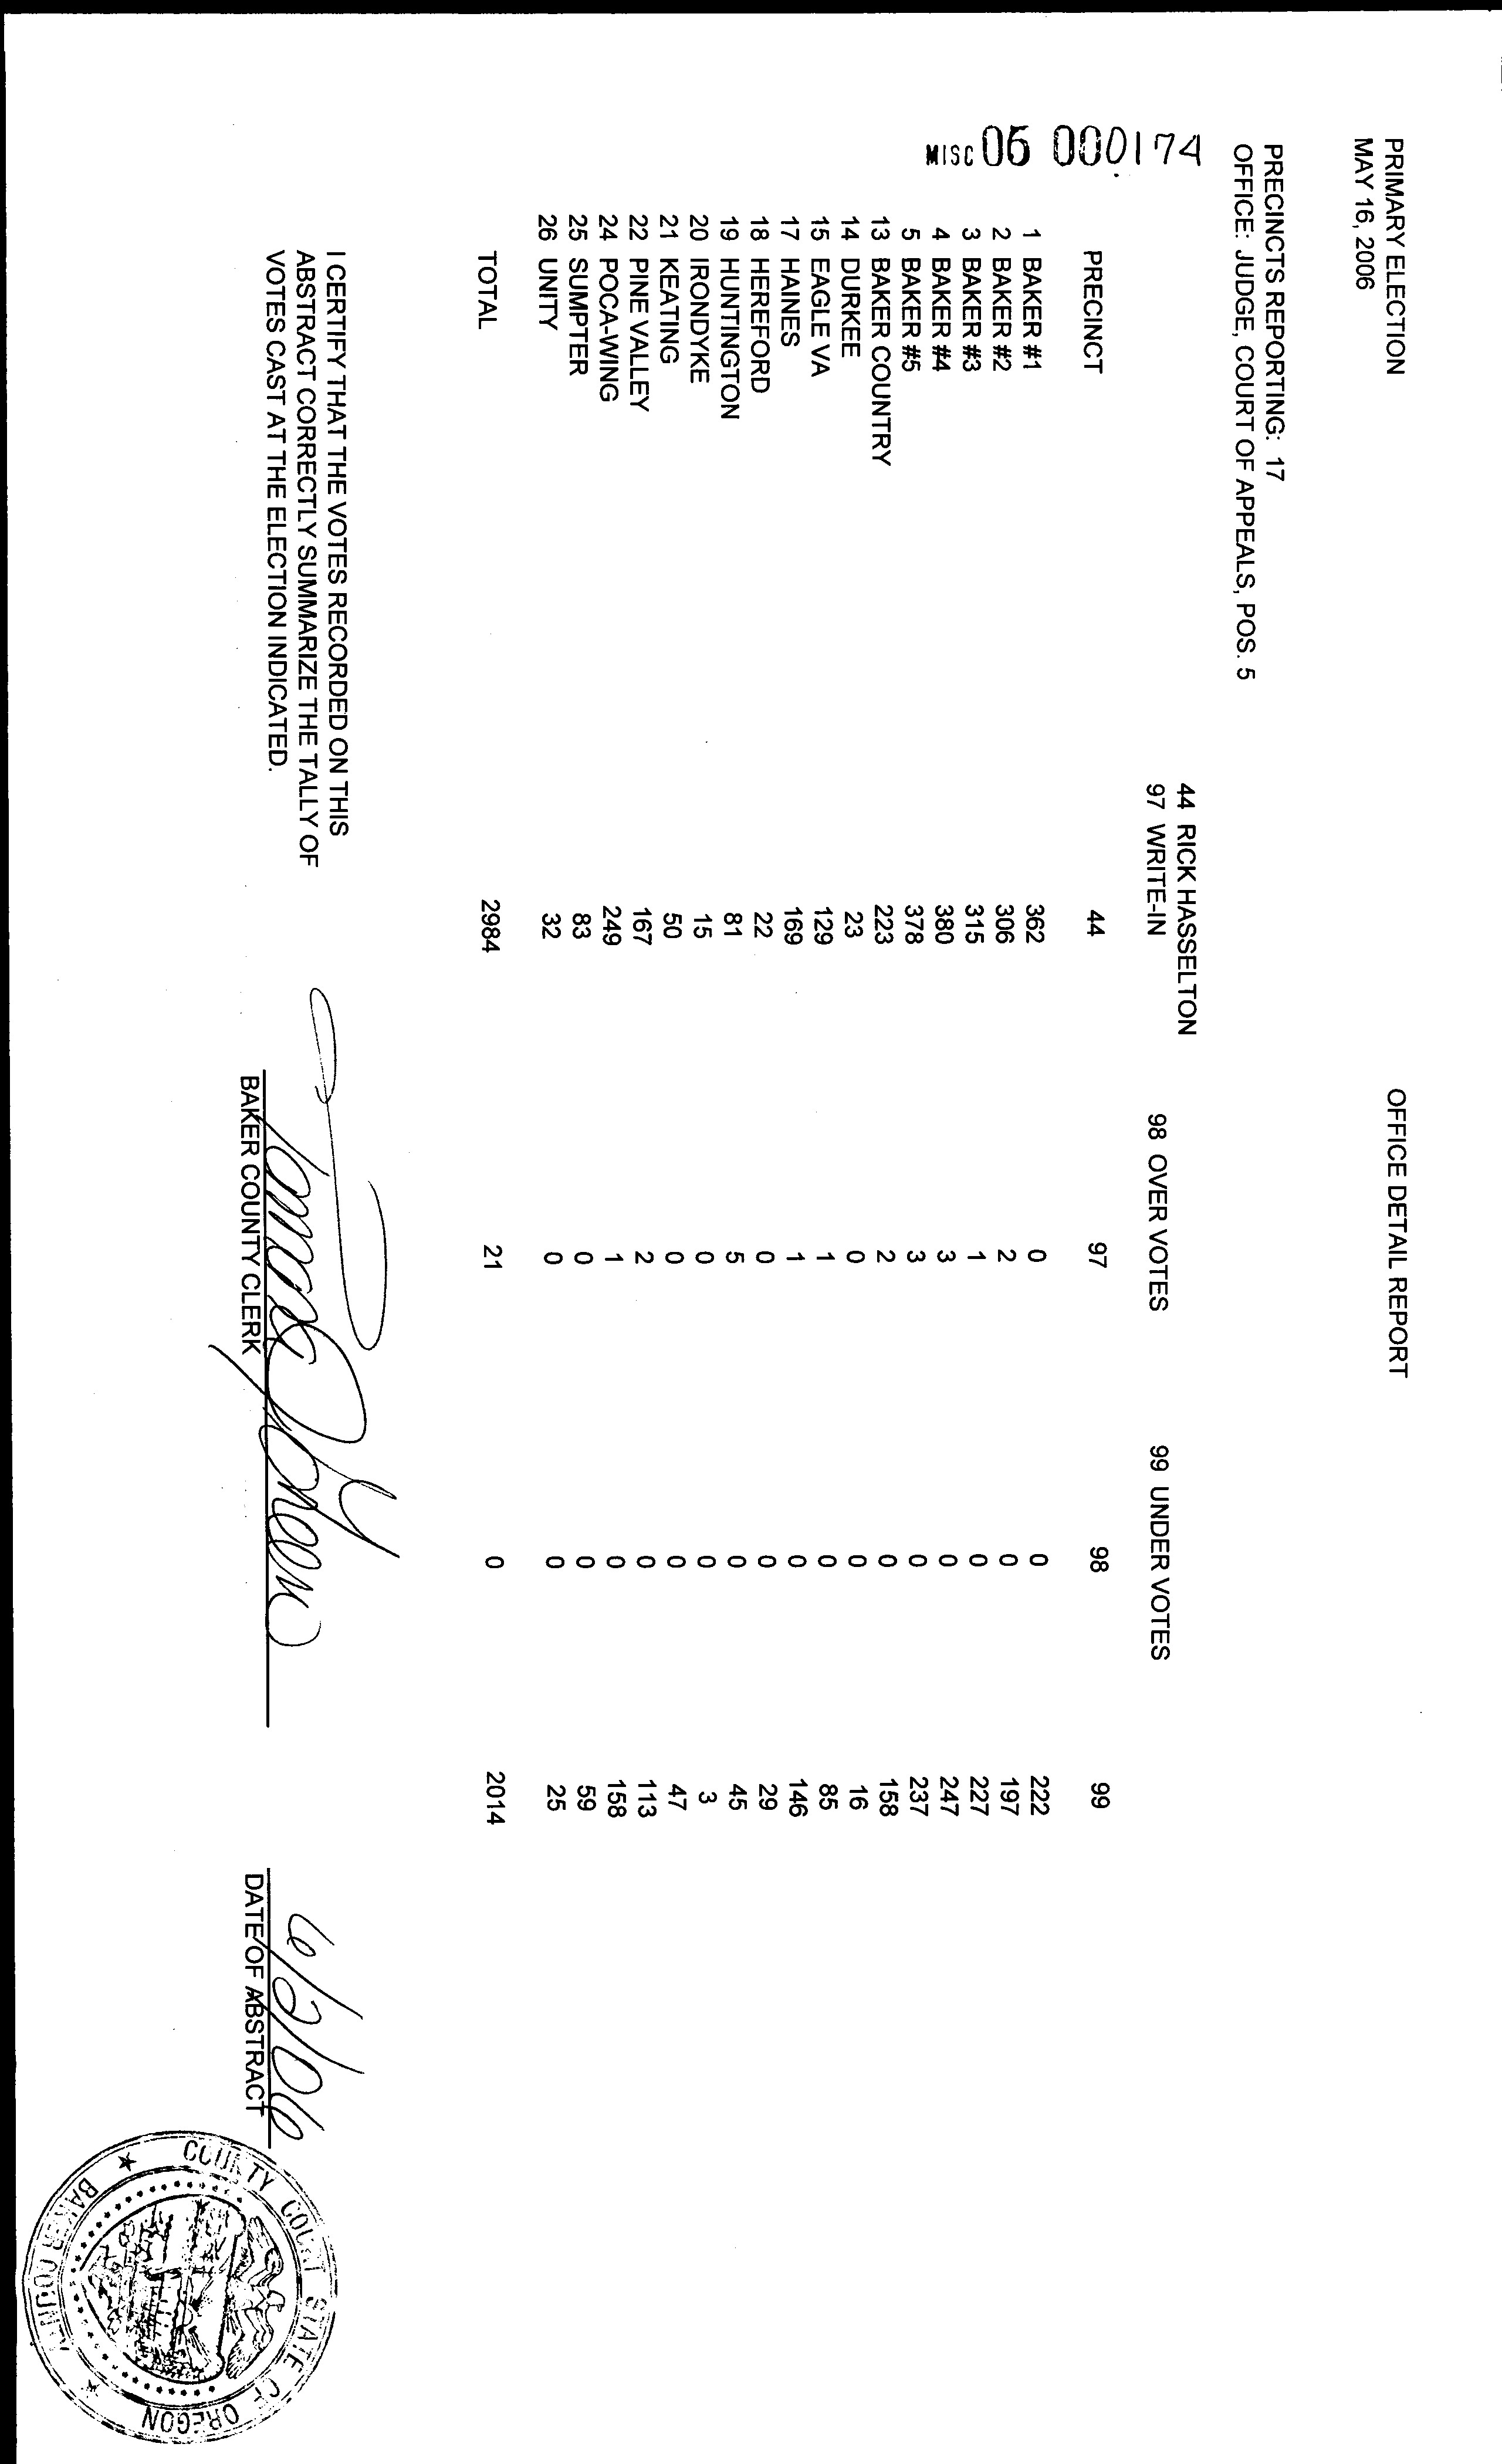 PRIMARY ELECTION OFFICE DETAIL REPORT
MAY 16, 2006
PRECINCTS REPORTING: 17
OFFICE: JUDGE, COURT OF APPEALS, POS. 5
MISC 06 000174
44 RICK HASSELTON
97 WRITE-IN 98 OVER VOTES 99 UNDER VOTES
PRECINCT 44 97 98 99
1 BAKER #1 362 0 0 222
2 BAKER #2 306 2 0 197
3 BAKER #3 315 1 0 227
4 BAKER #4 380 3 0 247
5 BAKER #5 378 3 0 237
13 BAKER COUNTRY 223 2 0 158
14 DURKEE 23 0 0 16
15 EAGLE VA 129 1 0 85
17 HAINES 169 1 0 146
18 HEREFORD 22 0 0 29
19 HUNTINGTON 81 5 0 45
20 IRONDYKE 15 0 0 3
21 KEATING 50 0 0 47
22 PINE VALLEY 167 2 0 113
24 POCA-WING 249 1 0 158
25 SUMPTER 83 0 0 59
26 UNITY 32 0 0 25
TOTAL 2984 21 0 2014
I CERTIFY THAT THE VOTES RECORDED ON THIS
ABSTRACT CORRECTLY SUMMARIZE THE TALLY OF
VOTES CAST AT THE ELECTION INDICATED.
6/2/06
BAKER COUNTY CLERK DATE OF ABSTRACT
COUNTY COURT STATE OF OREGON
BAKER COUNTY